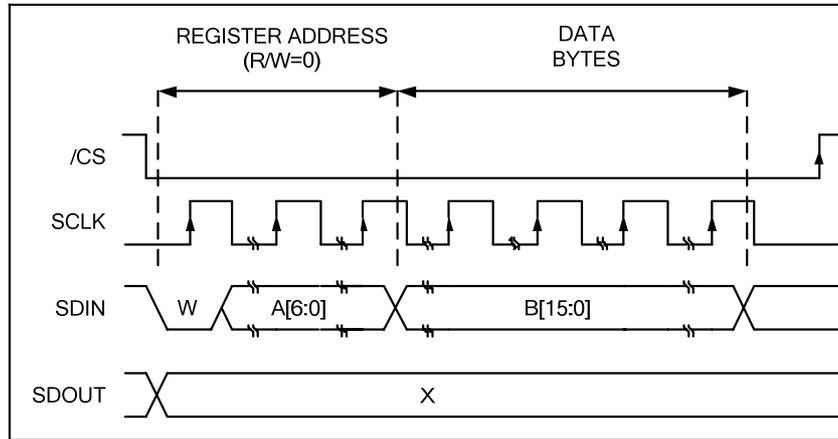 REGISTER ADDRESS
(R/W=0)
DATA
BYTES
/CS
SCLK
SDIN
W
A[6:0]
B[15:0]
SDOUT
X